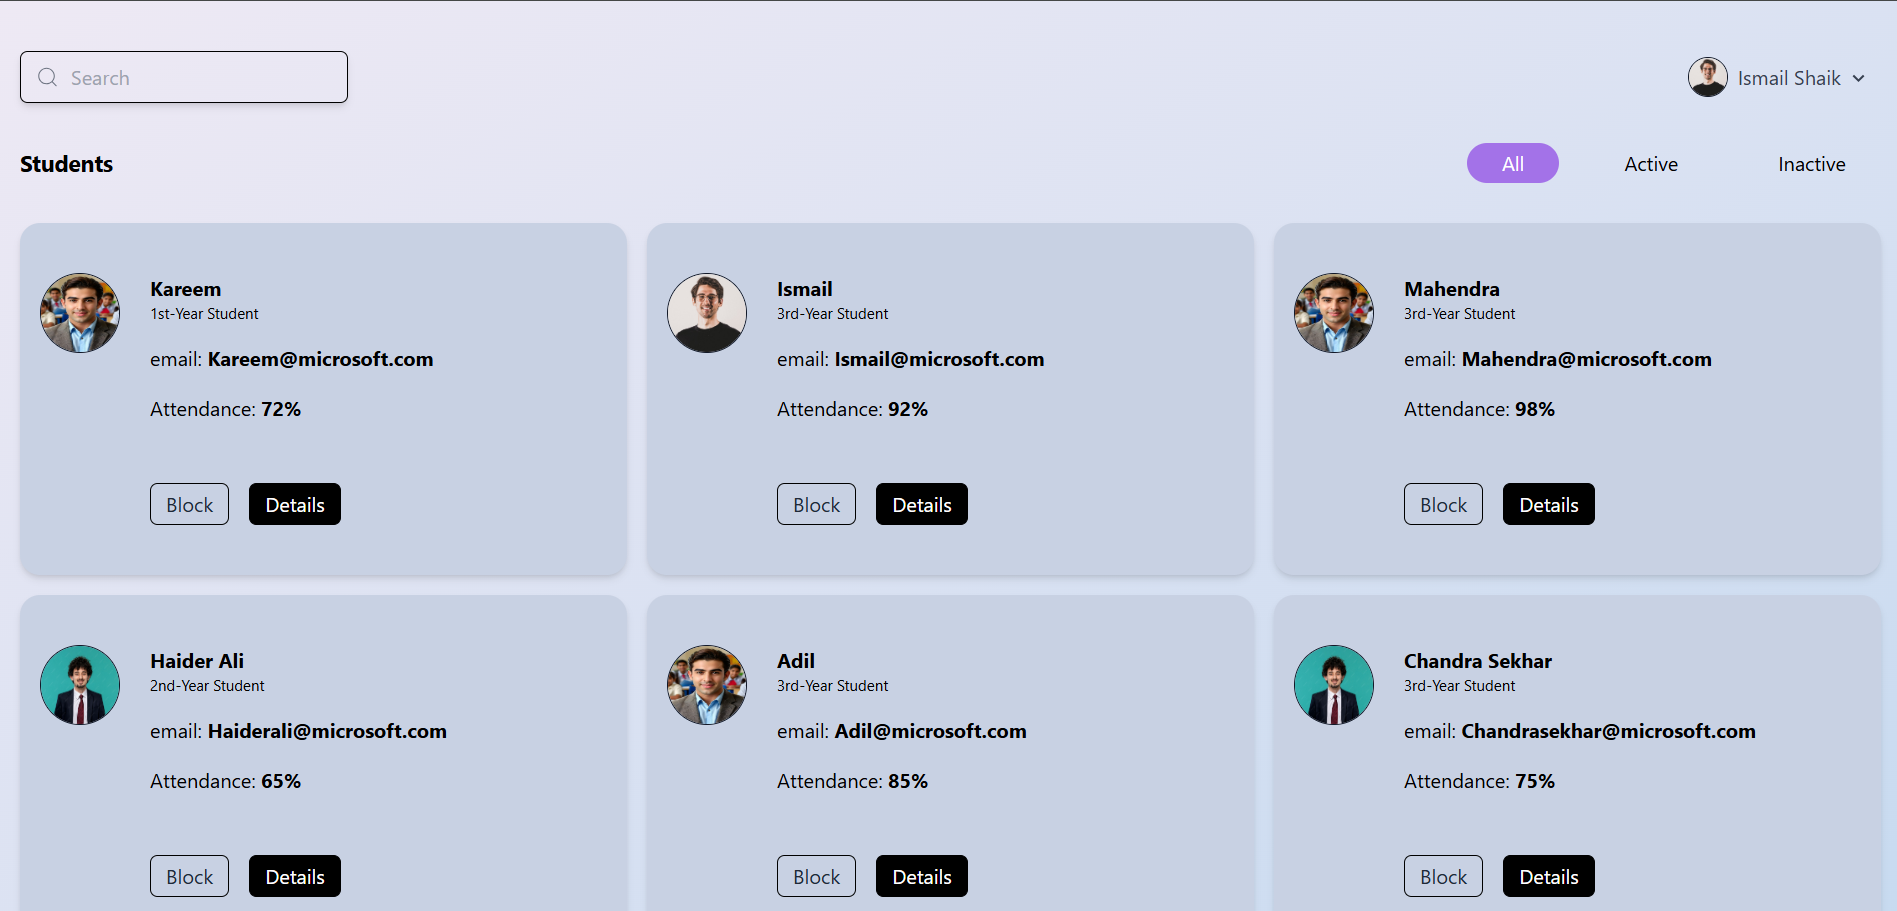 Search
Ismail Shaik
Students
All
Active
Inactive
Kareem
1st-Year Student
email: Kareem@microsoft.com
Attendance: 72%
Block
Details
Ismail
3rd-Year Student
email: Ismail@microsoft.com
Attendance: 92%
Block
Details
Mahendra
3rd-Year Student
email: Mahendra@microsoft.com
Attendance: 98%
Block
Details
Haider Ali
2nd-Year Student
email: Haiderali@microsoft.com
Attendance: 65%
Block
Details
Adil
3rd-Year Student
email: Adil@microsoft.com
Attendance: 85%
Block
Details
Chandra Sekhar
3rd-Year Student
email: Chandrasekhar@microsoft.com
Attendance: 75%
Block
Details